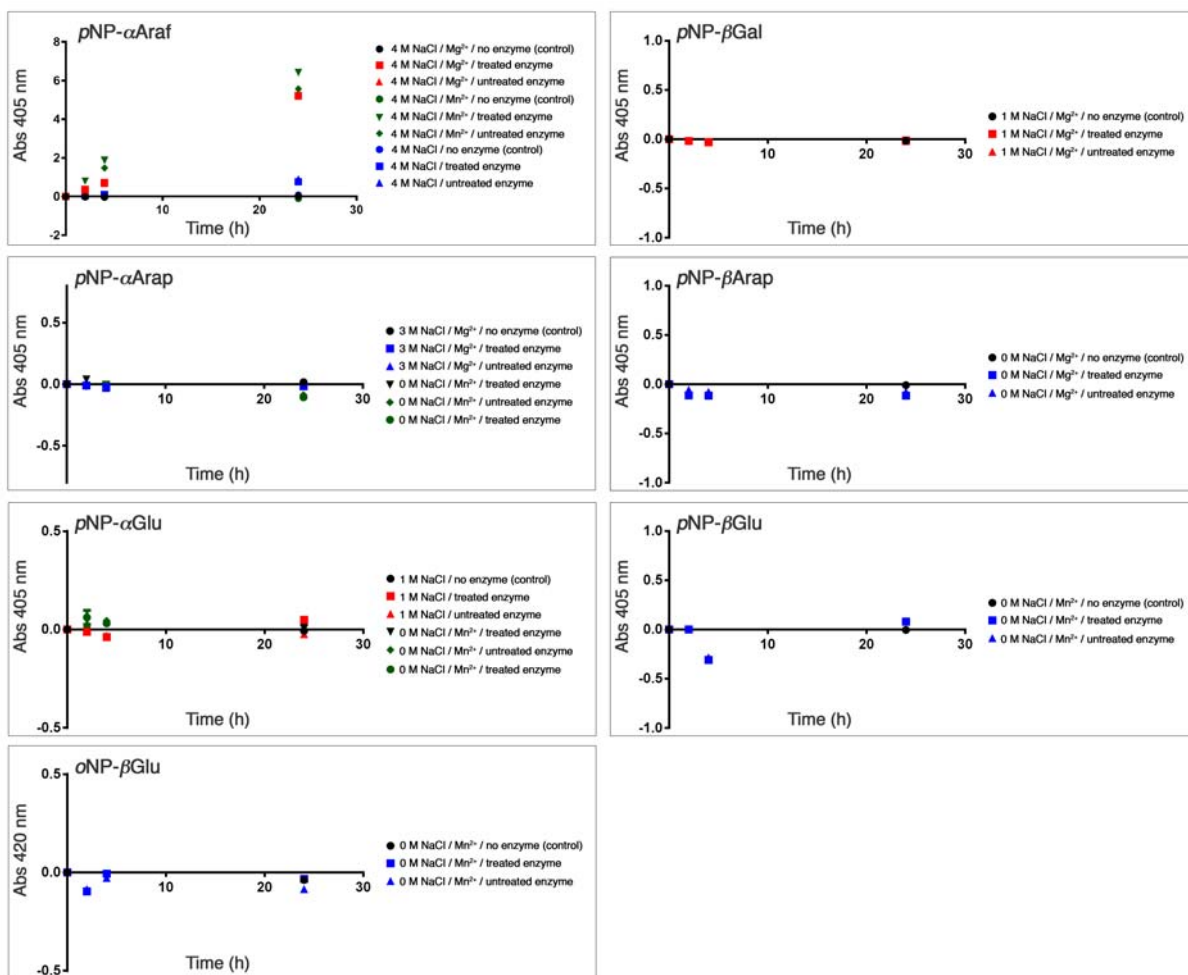 pNP-αAraf
Abs 405 nm
8
6
4
2
0
-2
10
20
30
Time (h)
4 M NaCl / Mg²⁺ / no enzyme (control)
4 M NaCl / Mg²⁺ / treated enzyme
4 M NaCl / Mg²⁺ / untreated enzyme
4 M NaCl / Mn²⁺ / no enzyme (control)
4 M NaCl / Mn²⁺ / treated enzyme
4 M NaCl / Mn²⁺ / untreated enzyme
4 M NaCl / no enzyme (control)
4 M NaCl / treated enzyme
4 M NaCl / untreated enzyme
pNP-βGal
Abs 405 nm
1.0
0.5
0.0
-0.5
-1.0
10
20
30
Time (h)
1 M NaCl / Mg²⁺ / no enzyme (control)
1 M NaCl / Mg²⁺ / treated enzyme
1 M NaCl / Mg²⁺ / untreated enzyme
pNP-αArap
Abs 405 nm
0.5
0.0
-0.5
10
20
30
Time (h)
3 M NaCl / Mg²⁺ / no enzyme (control)
3 M NaCl / Mg²⁺ / treated enzyme
3 M NaCl / Mg²⁺ / untreated enzyme
0 M NaCl / Mn²⁺ / treated enzyme
0 M NaCl / Mn²⁺ / untreated enzyme
0 M NaCl / Mn²⁺ / treated enzyme
pNP-βArap
Abs 405 nm
1.0
0.5
0.0
-0.5
-1.0
10
20
30
Time (h)
0 M NaCl / Mg²⁺ / no enzyme (control)
0 M NaCl / Mg²⁺ / treated enzyme
0 M NaCl / Mg²⁺ / untreated enzyme
pNP-αGlu
Abs 405 nm
0.5
0.0
-0.5
10
20
30
Time (h)
1 M NaCl / no enzyme (control)
1 M NaCl / treated enzyme
1 M NaCl / untreated enzyme
0 M NaCl / Mn²⁺ / treated enzyme
0 M NaCl / Mn²⁺ / untreated enzyme
0 M NaCl / Mn²⁺ / treated enzyme
pNP-βGlu
Abs 405 nm
1.0
0.5
0.0
-0.5
-1.0
10
20
30
Time (h)
0 M NaCl / Mn²⁺ / no enzyme (control)
0 M NaCl / Mn²⁺ / treated enzyme
0 M NaCl / Mn²⁺ / untreated enzyme
oNP-βGlu
Abs 420 nm
0.5
0.0
-0.5
10
20
30
Time (h)
0 M NaCl / Mn²⁺ / no enzyme (control)
0 M NaCl / Mn²⁺ / treated enzyme
0 M NaCl / Mn²⁺ / untreated enzyme